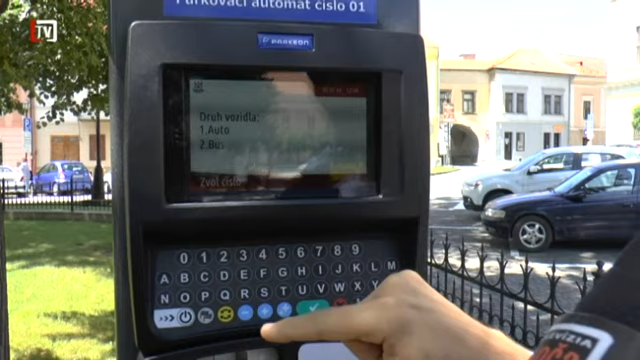 Parkovací automat číslo 01
PARKEON
TV
Druh vozidla:
1.Auto
2.Bus
Zvoľ číslo
0 1 2 3 4 5 6 7 8 9
A B C D E F G H I J K L M
N O P Q R S T U V W X Y